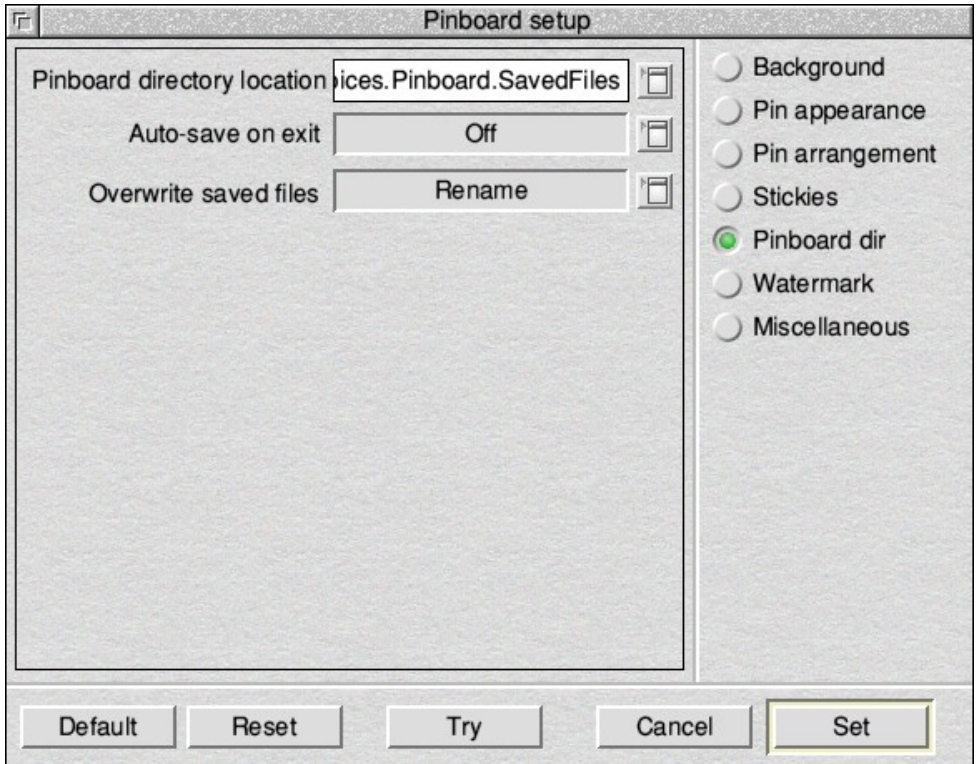 Pinboard setup
Pinboard directory location ices.Pinboard.SavedFiles
Auto-save on exit Off
Overwrite saved files Rename
Background
Pin appearance
Pin arrangement
Stickies
Pinboard dir
Watermark
Miscellaneous
Default Reset Try Cancel Set